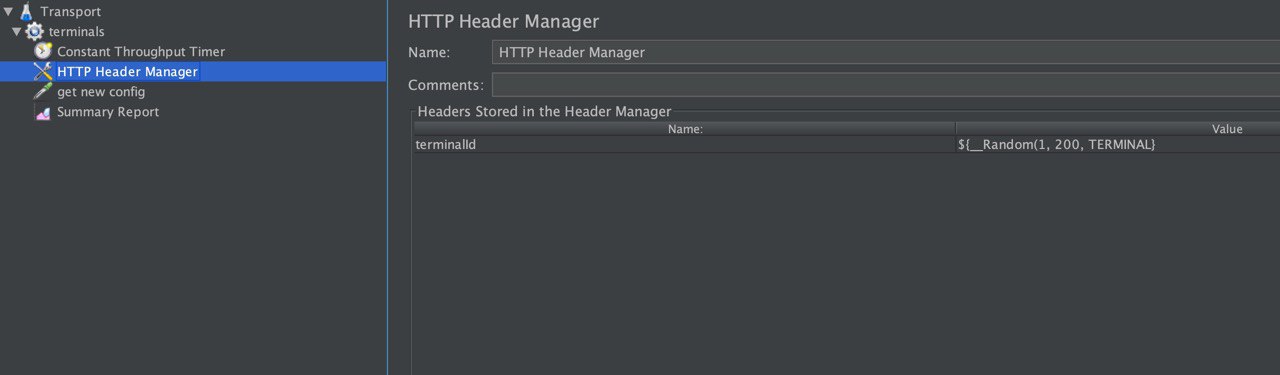 Transport
terminals
Constant Throughput Timer
HTTP Header Manager
get new config
Summary Report
HTTP Header Manager
Name: HTTP Header Manager
Comments:
Headers Stored in the Header Manager
Name: Value
terminalId ${__Random(1, 200, TERMINAL}